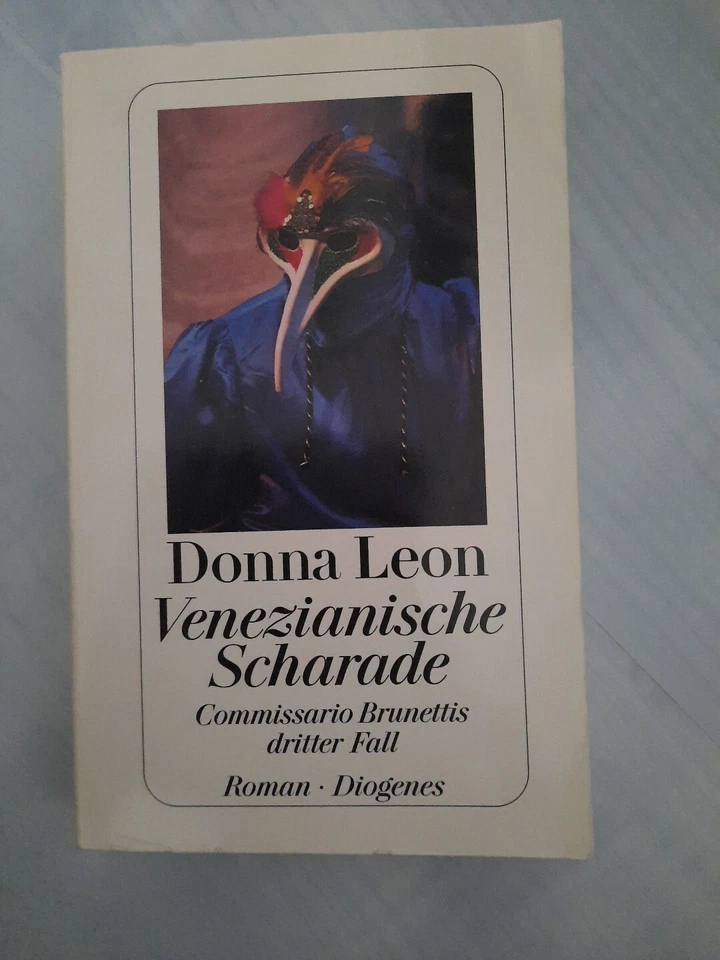 Donna Leon
Venezianische
Scharade
Commissario Brunettis
dritter Fall
Roman · Diogenes